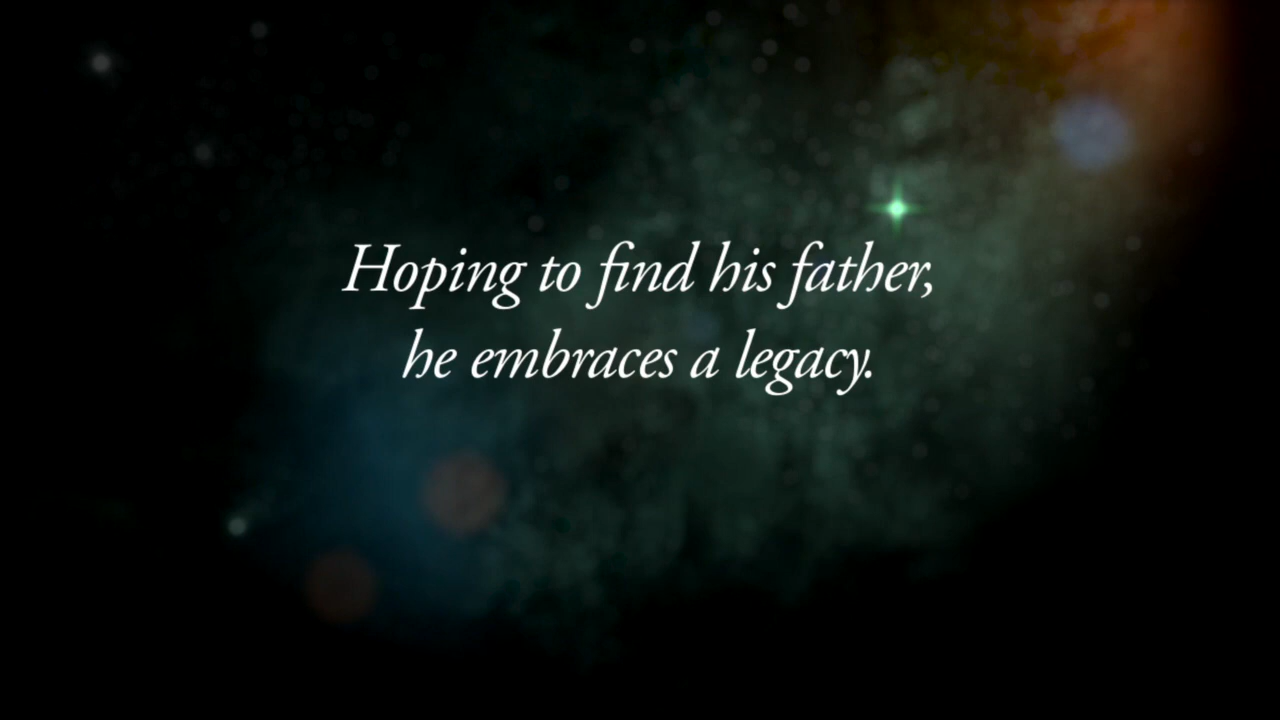 Hoping to find his father,
he embraces a legacy.